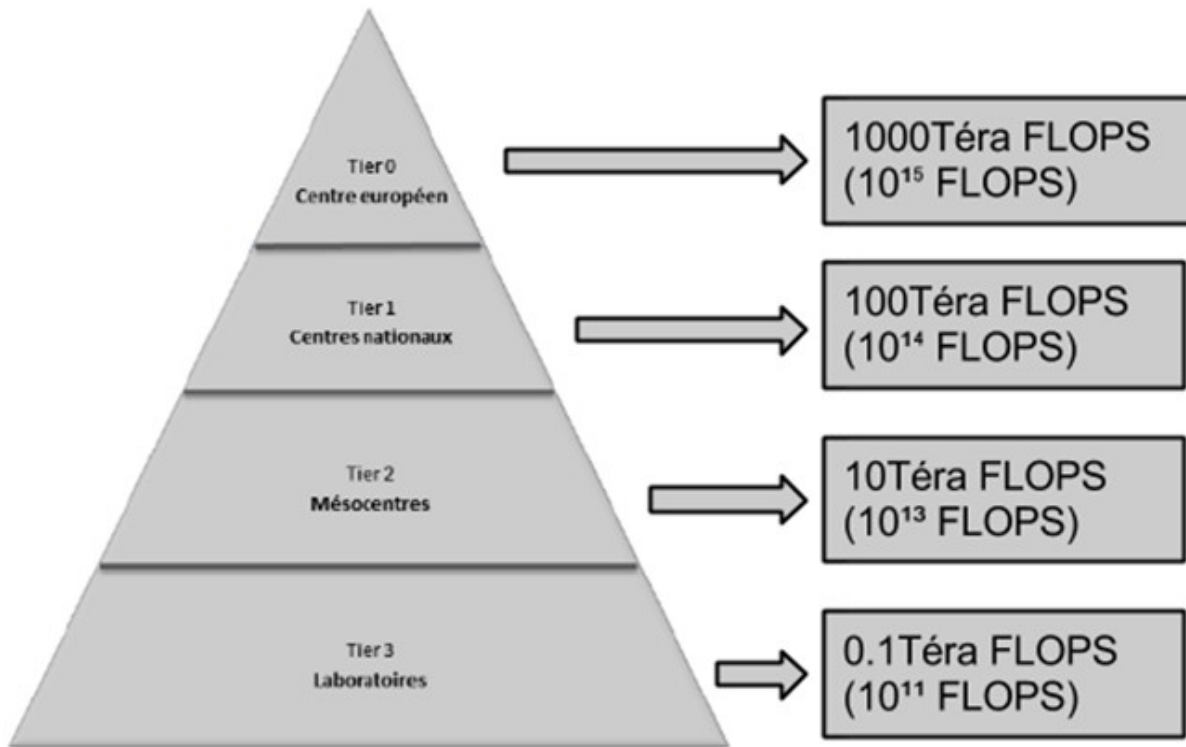 Tier 0
Centre européen
1000Téra FLOPS
(10¹⁵ FLOPS)
Tier 1
Centres nationaux
100Téra FLOPS
(10¹⁴ FLOPS)
Tier 2
Mésocentres
10Téra FLOPS
(10¹³ FLOPS)
Tier 3
Laboratoires
0.1Téra FLOPS
(10¹¹ FLOPS)